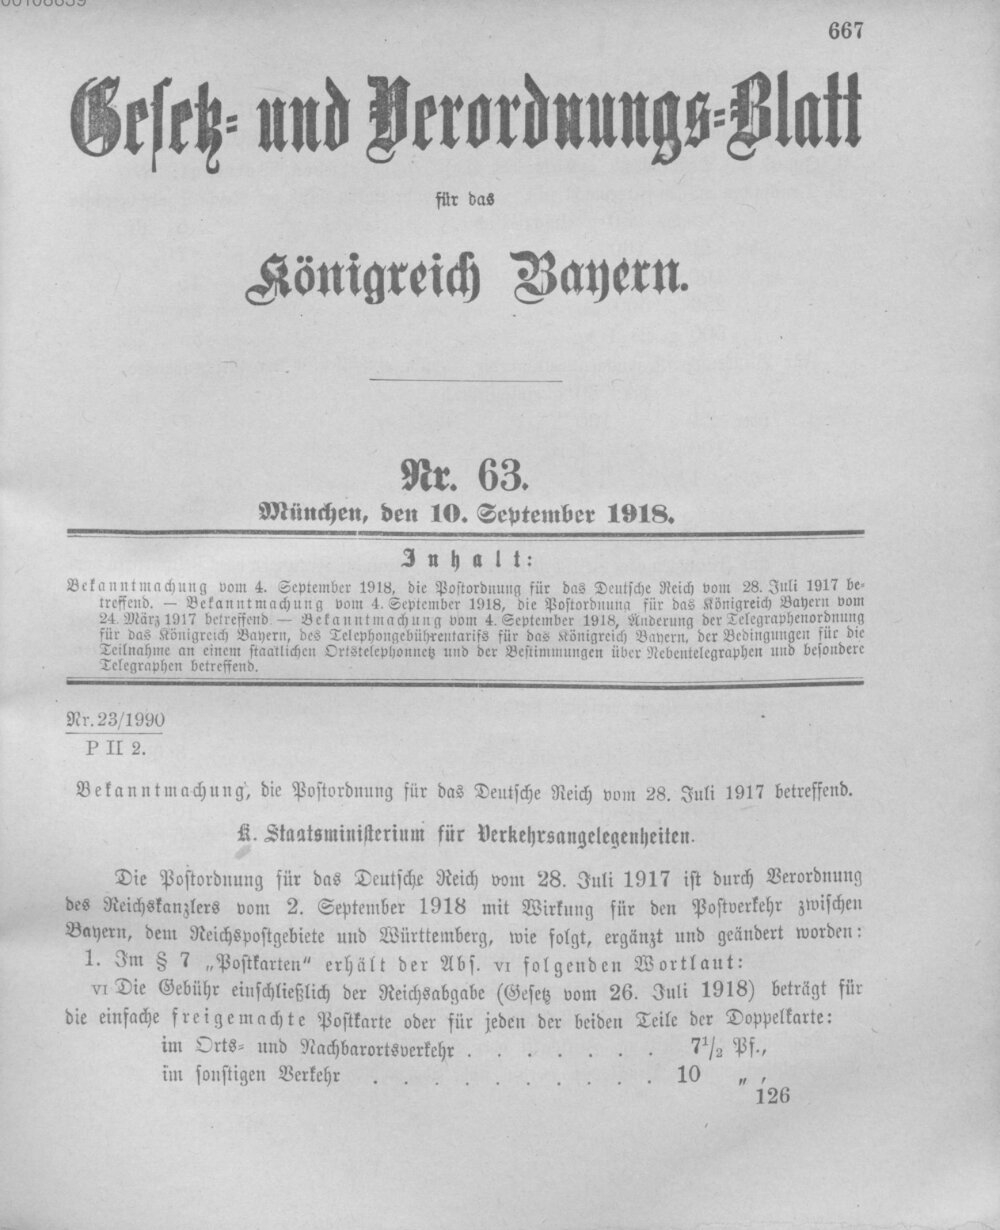 00108839
667
Gesetz- und Verordnungs-Blatt
für das
Königreich Bayern.
Nr. 63.
München, den 10. September 1918.
Inhalt:
Bekanntmachung vom 4. September 1918, die Postordnung für das Deutsche Reich vom 28. Juli 1917 be-
treffend. — Bekanntmachung vom 4. September 1918, die Postordnung für das Königreich Bayern vom
24. März 1917 betreffend. — Bekanntmachung vom 4. September 1918, Änderung der Telegraphenordnung
für das Königreich Bayern, des Telephongebührentarifs für das Königreich Bayern, der Bedingungen für die
Teilnahme an einem staatlichen Ortstelephonnetz und der Bestimmungen über Nebentelegraphen und besondere
Telegraphen betreffend.
Nr. 23/1990
P II 2.
Bekanntmachung, die Postordnung für das Deutsche Reich vom 28. Juli 1917 betreffend.
K. Staatsministerium für Verkehrsangelegenheiten.
Die Postordnung für das Deutsche Reich vom 28. Juli 1917 ist durch Verordnung
des Reichskanzlers vom 2. September 1918 mit Wirkung für den Postverkehr zwischen
Bayern, dem Reichspostgebiete und Württemberg, wie folgt, ergänzt und geändert worden:
1. Im § 7 „Postkarten" erhält der Abs. VI folgenden Wortlaut:
VI Die Gebühr einschließlich der Reichsabgabe (Gesetz vom 26. Juli 1918) beträgt für
die einfache freigemachte Postkarte oder für jeden der beiden Teile der Doppelkarte:
im Orts- und Nachbarortsverkehr . . . . . . . 7 1/2 Pf.,
im sonstigen Verkehr . . . . . . . . . . 10 „ ,
126